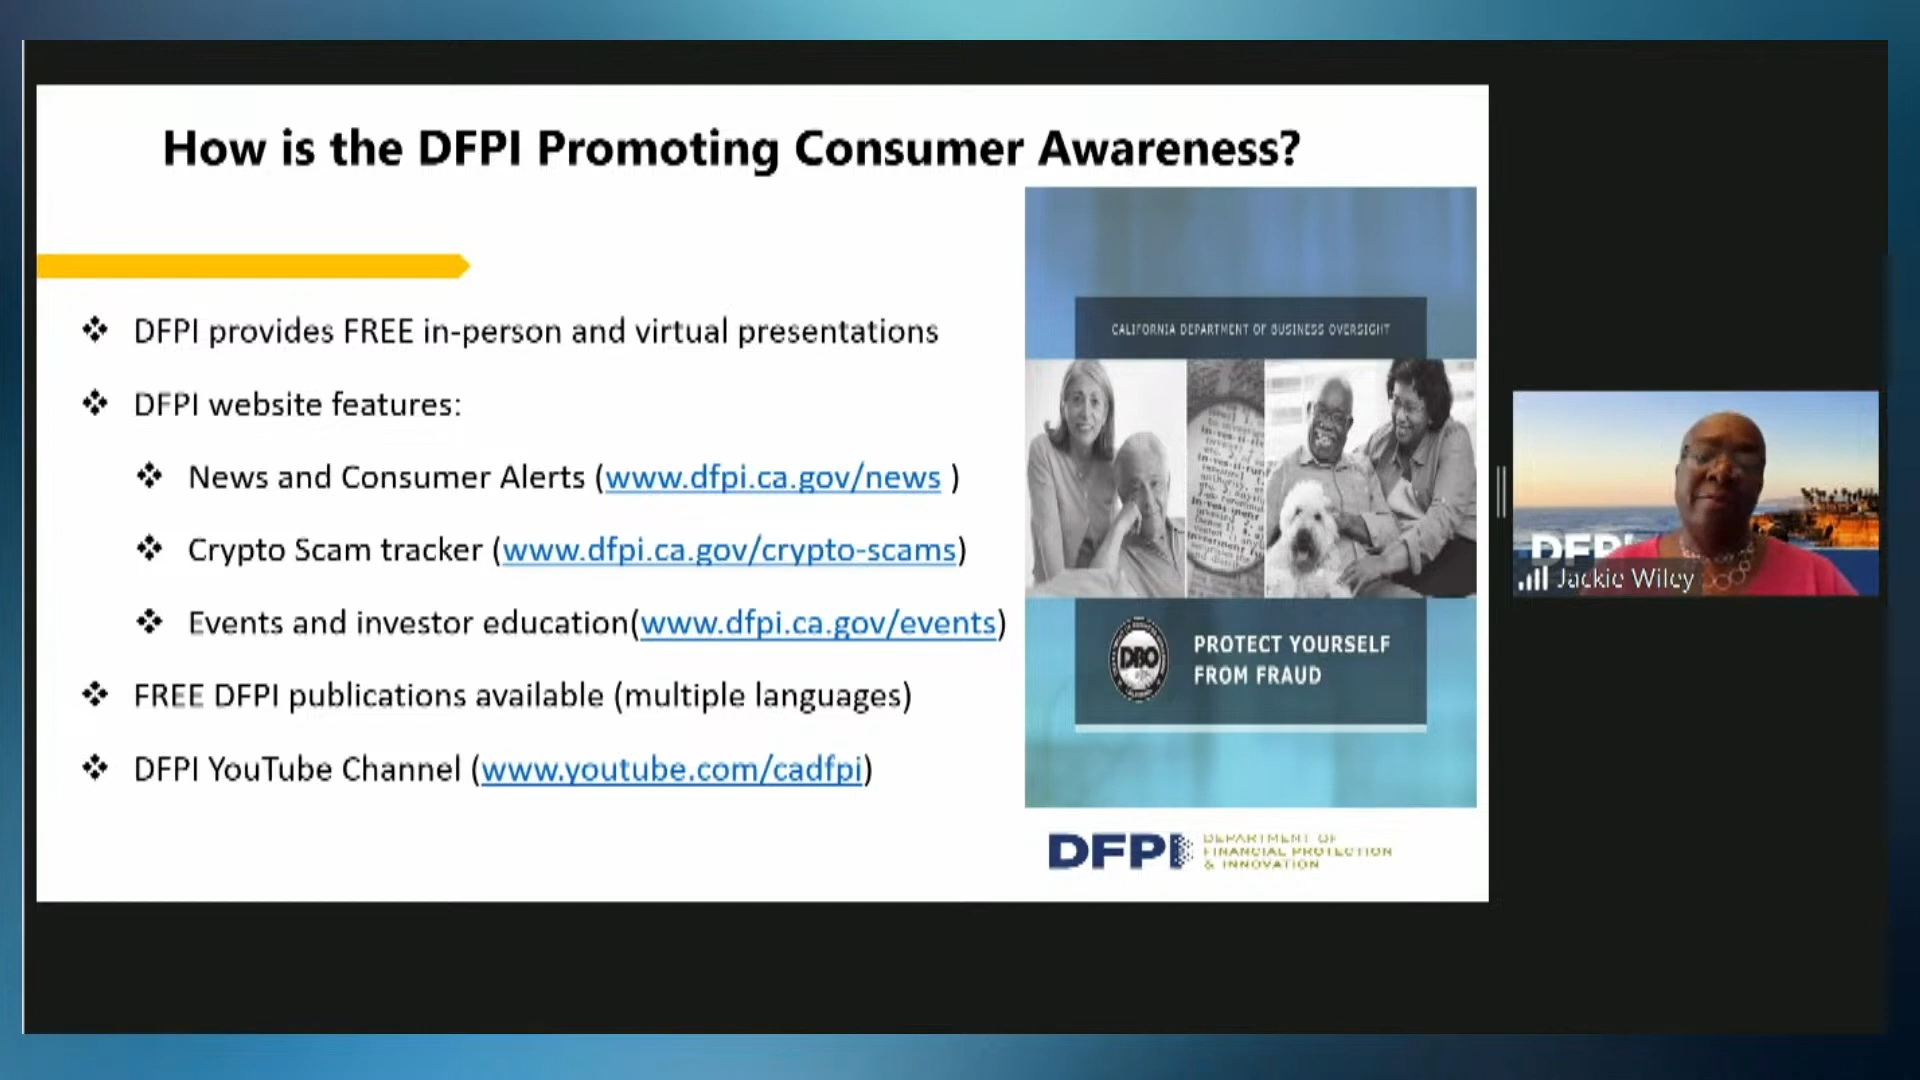 How is the DFPI Promoting Consumer Awareness?
❖ DFPI provides FREE in-person and virtual presentations
❖ DFPI website features:
❖ News and Consumer Alerts (www.dfpi.ca.gov/news )
❖ Crypto Scam tracker (www.dfpi.ca.gov/crypto-scams)
❖ Events and investor education(www.dfpi.ca.gov/events)
❖ FREE DFPI publications available (multiple languages)
❖ DFPI YouTube Channel (www.youtube.com/cadfpi)
CALIFORNIA DEPARTMENT OF BUSINESS OVERSIGHT
DBO
PROTECT YOURSELF
FROM FRAUD
DFPI
DEPARTMENT OF
FINANCIAL PROTECTION
& INNOVATION
DFPI
Jackie Wiley